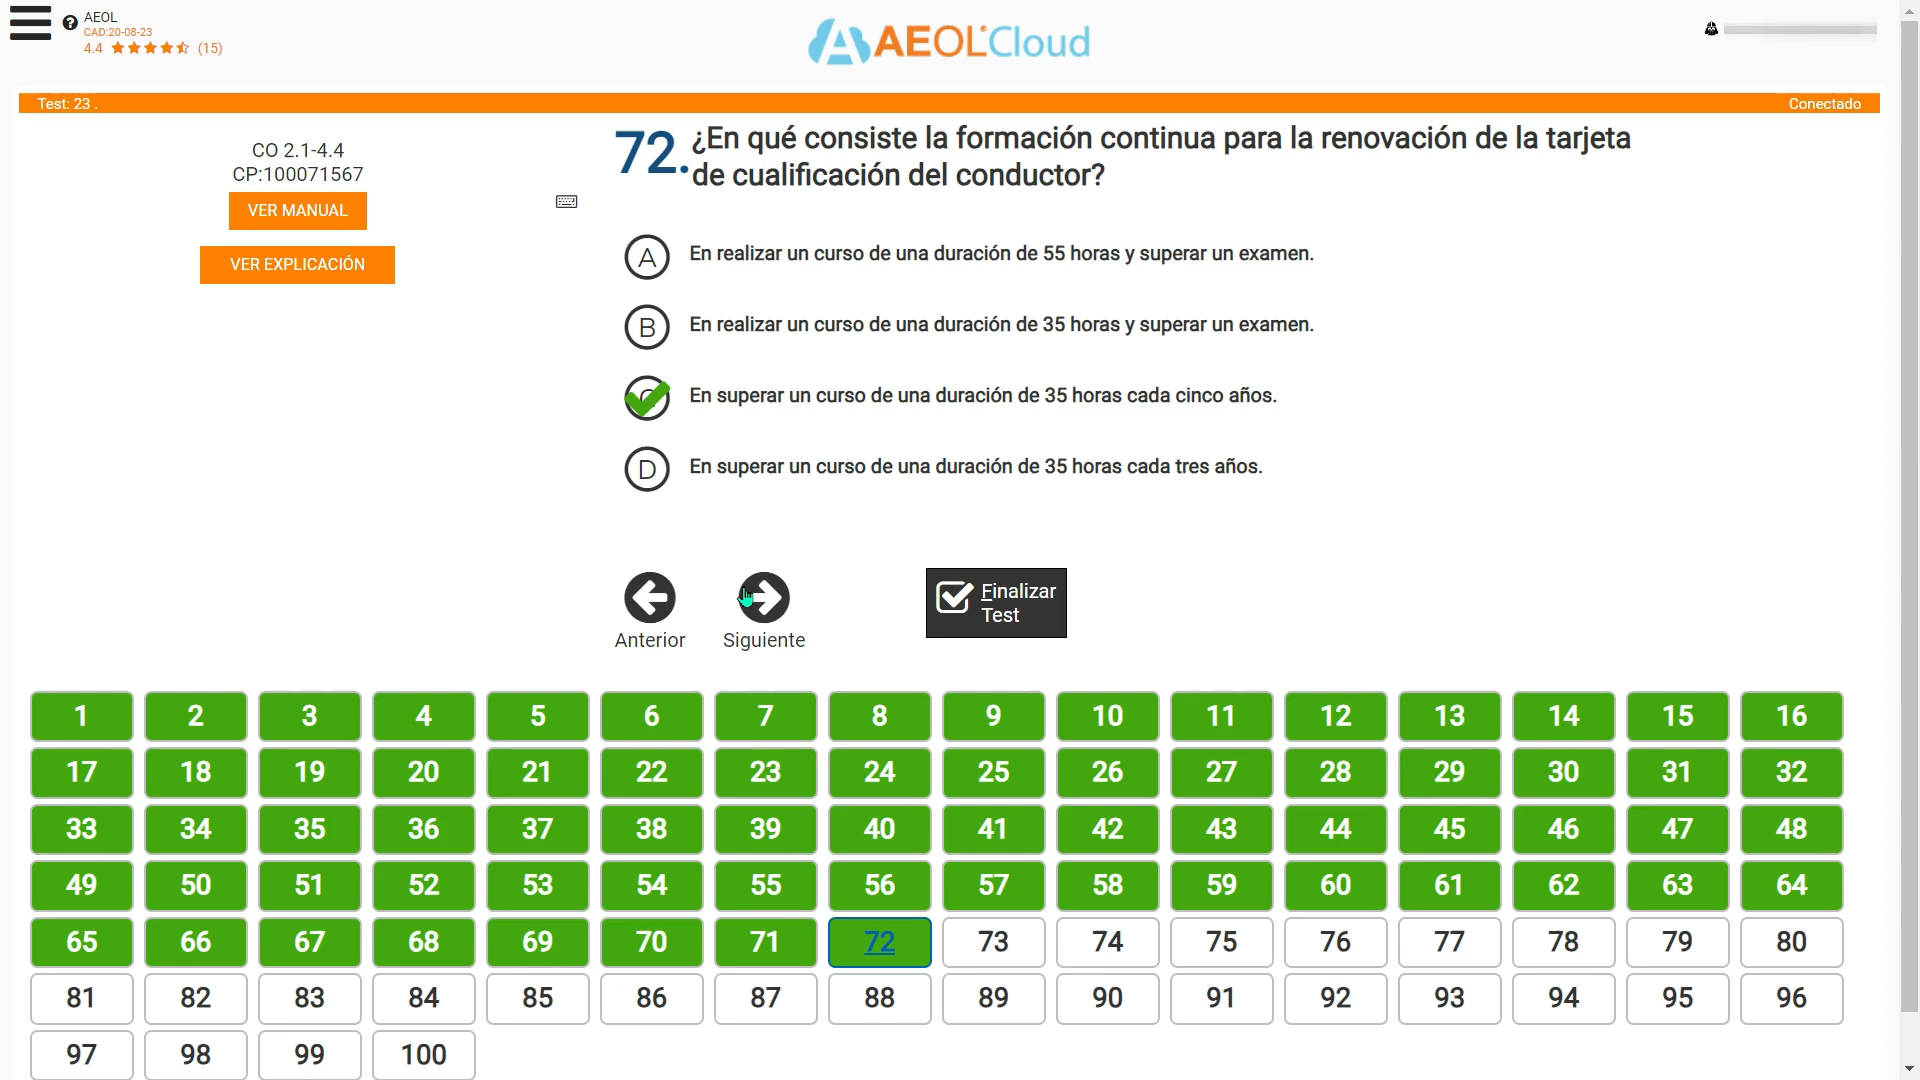 AEOL
CAD:20-08-23
4.4 (15)
AEOL Cloud
Test: 23 .
Conectado
CO 2.1-4.4
CP:100071567
VER MANUAL
VER EXPLICACIÓN
72. ¿En qué consiste la formación continua para la renovación de la tarjeta
de cualificación del conductor?
A En realizar un curso de una duración de 55 horas y superar un examen.
B En realizar un curso de una duración de 35 horas y superar un examen.
En superar un curso de una duración de 35 horas cada cinco años.
D En superar un curso de una duración de 35 horas cada tres años.
Anterior
Siguiente
Finalizar
Test
1 2 3 4 5 6 7 8 9 10 11 12 13 14 15 16
17 18 19 20 21 22 23 24 25 26 27 28 29 30 31 32
33 34 35 36 37 38 39 40 41 42 43 44 45 46 47 48
49 50 51 52 53 54 55 56 57 58 59 60 61 62 63 64
65 66 67 68 69 70 71 72 73 74 75 76 77 78 79 80
81 82 83 84 85 86 87 88 89 90 91 92 93 94 95 96
97 98 99 100